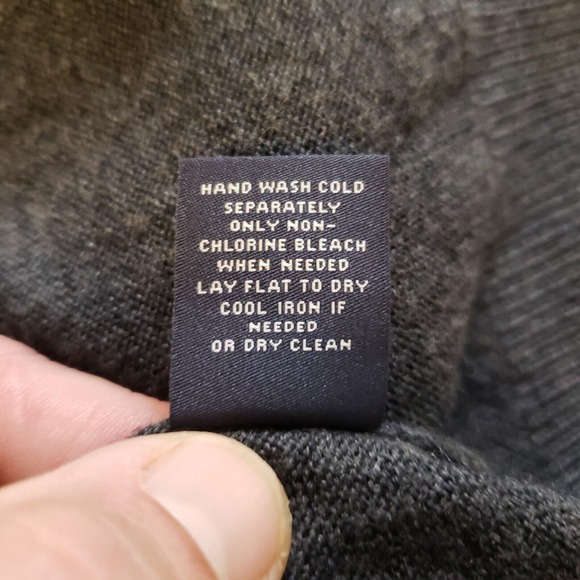 HAND WASH COLD
SEPARATELY
ONLY NON-
CHLORINE BLEACH
WHEN NEEDED
LAY FLAT TO DRY
COOL IRON IF
NEEDED
OR DRY CLEAN